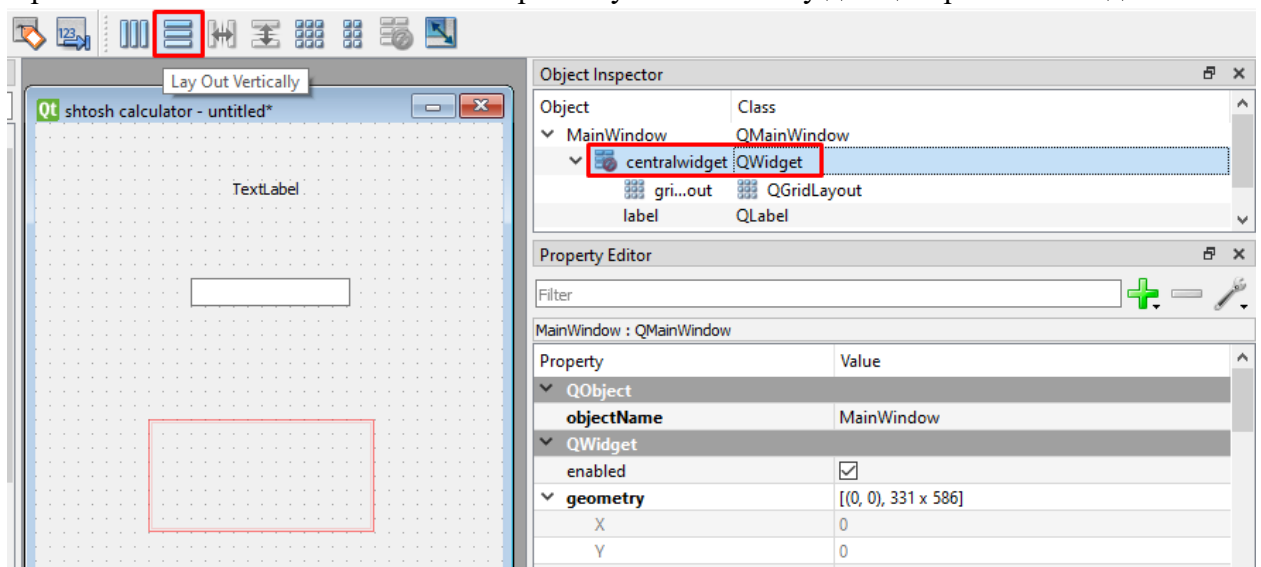 123
Lay Out Vertically
Qt shtosh calculator - untitled*
TextLabel
Object Inspector
Object Class
MainWindow QMainWindow
centralwidget QWidget
gri...out QGridLayout
label QLabel
Property Editor
Filter
MainWindow : QMainWindow
Property Value
QObject
objectName MainWindow
QWidget
enabled
geometry [(0, 0), 331 x 586]
X 0
Y 0